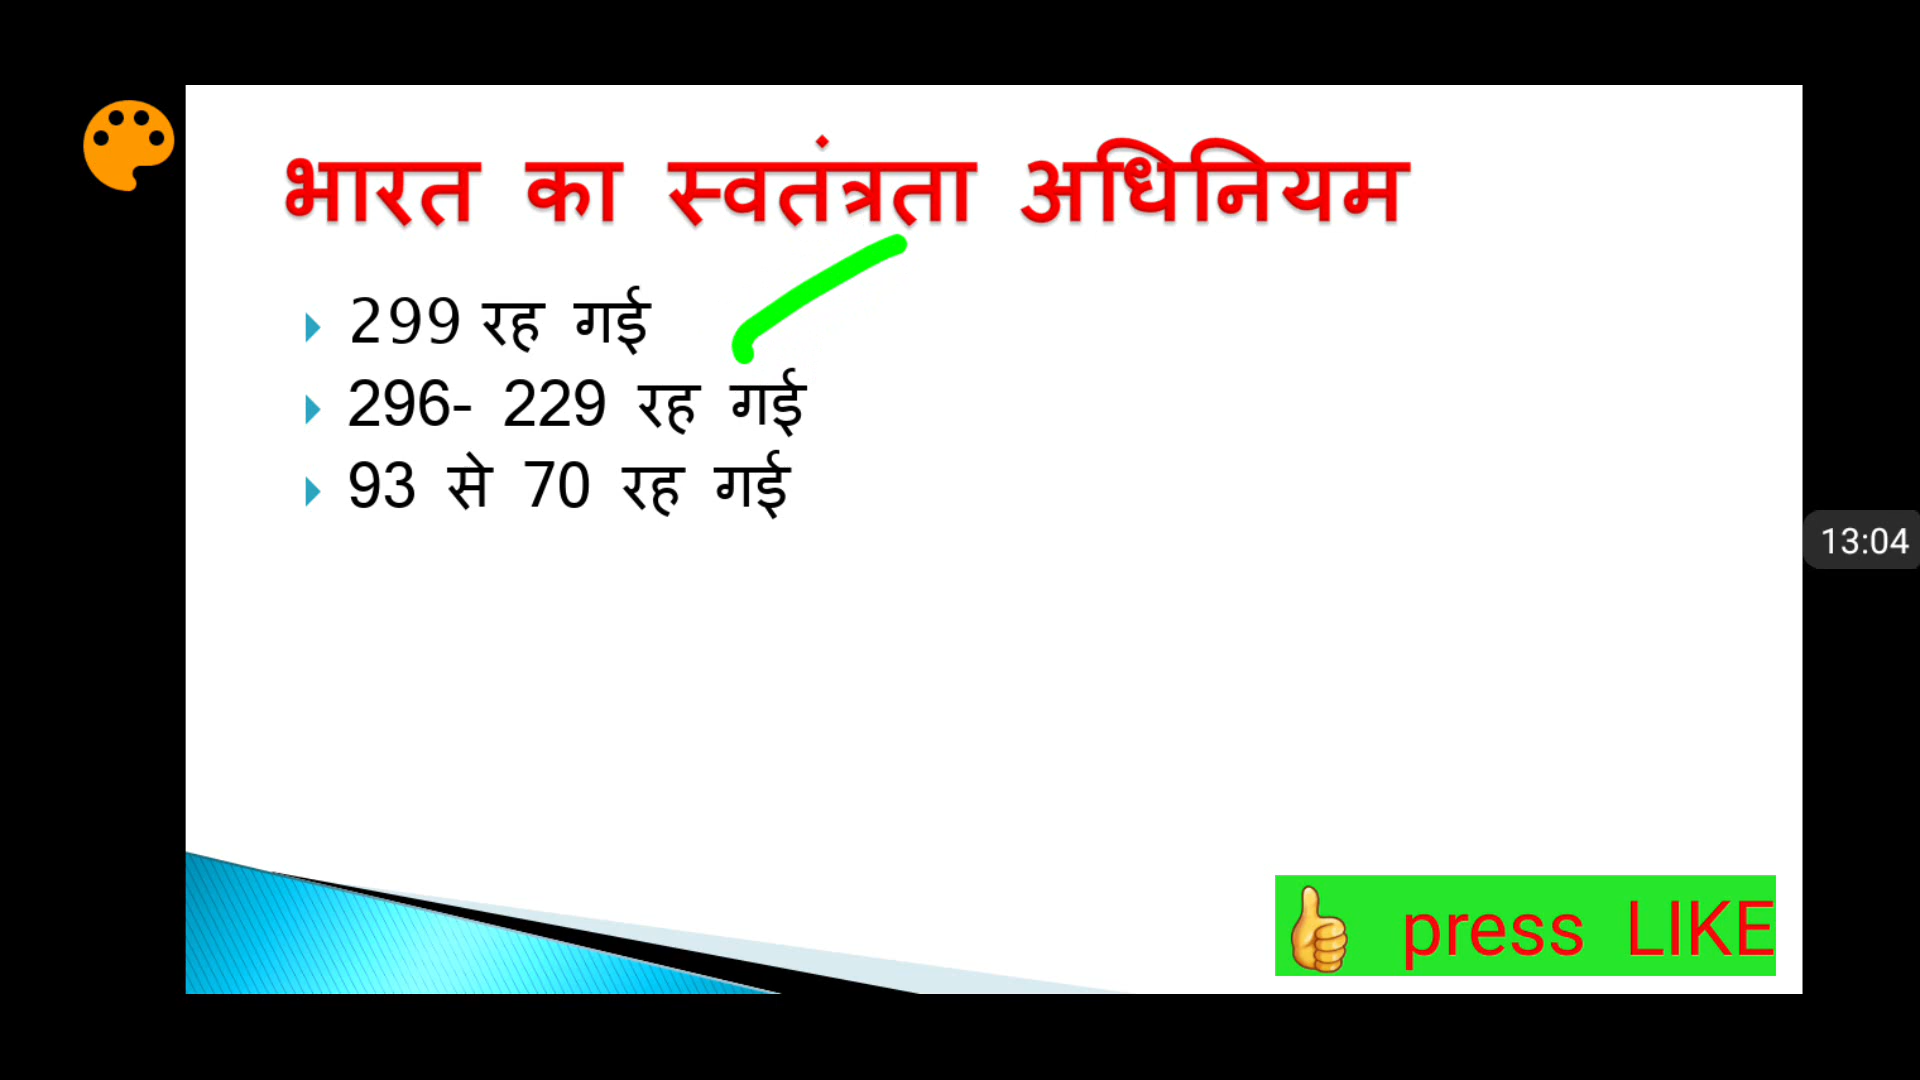 भारत का स्वतंत्रता अधिनियम
299 रह गई
296- 229 रह गई
93 से 70 रह गई
13:04
press LIKE